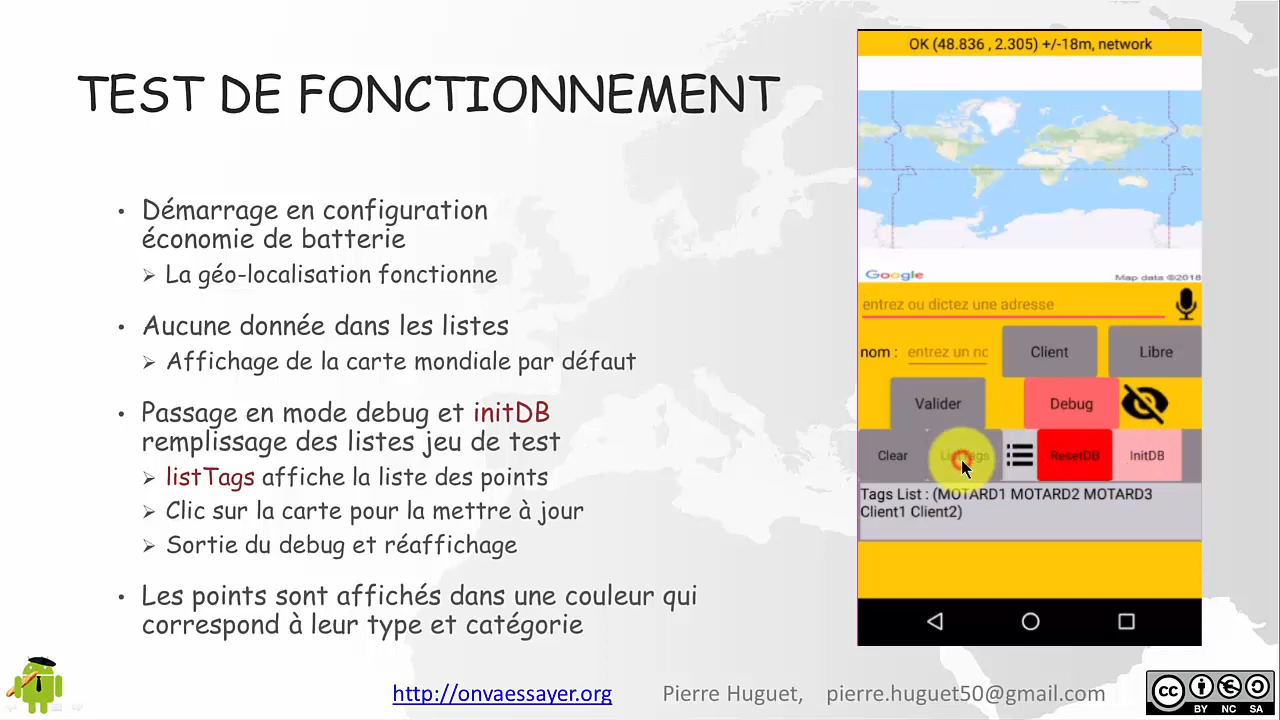 TEST DE FONCTIONNEMENT
• Démarrage en configuration
économie de batterie
➢ La géo-localisation fonctionne
• Aucune donnée dans les listes
➢ Affichage de la carte mondiale par défaut
• Passage en mode debug et initDB
remplissage des listes jeu de test
➢ listTags affiche la liste des points
➢ Clic sur la carte pour la mettre à jour
➢ Sortie du debug et réaffichage
• Les points sont affichés dans une couleur qui
correspond à leur type et catégorie
OK (48.836 , 2.305) +/-18m, network
Google
Map data ©2018
entrez ou dictez une adresse
nom : entrez un nc Client Libre
Valider Debug
Clear ResetDB InitDB
Tags List : (MOTARD1 MOTARD2 MOTARD3
Client1 Client2)
http://onvaessayer.org Pierre Huguet, pierre.huguet50@gmail.com
cc BY NC SA